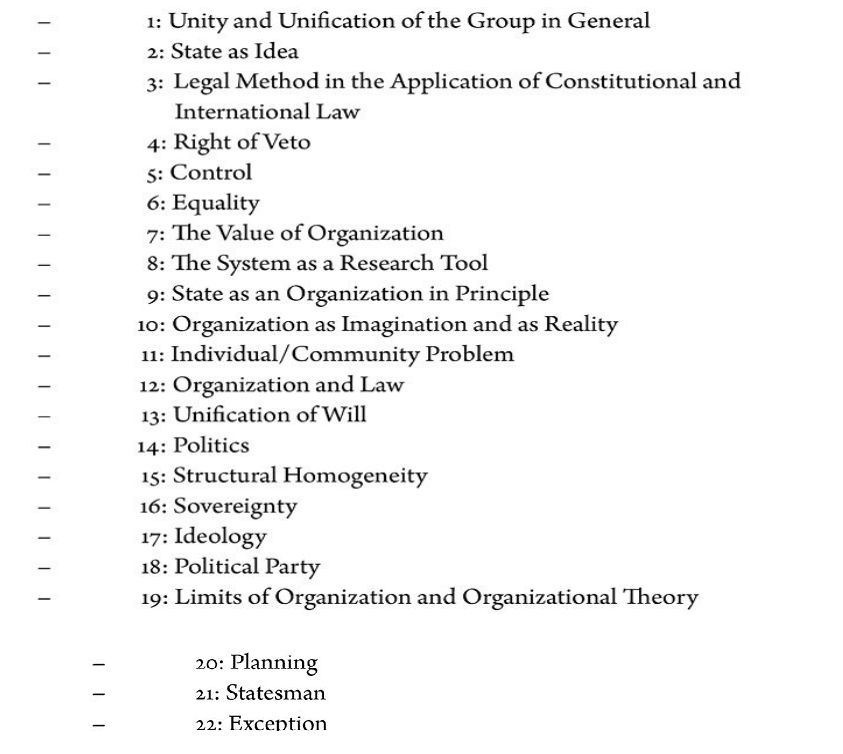 – 1: Unity and Unification of the Group in General
– 2: State as Idea
– 3: Legal Method in the Application of Constitutional and
International Law
– 4: Right of Veto
– 5: Control
– 6: Equality
– 7: The Value of Organization
– 8: The System as a Research Tool
– 9: State as an Organization in Principle
– 10: Organization as Imagination and as Reality
– 11: Individual/Community Problem
– 12: Organization and Law
– 13: Unification of Will
– 14: Politics
– 15: Structural Homogeneity
– 16: Sovereignty
– 17: Ideology
– 18: Political Party
– 19: Limits of Organization and Organizational Theory
– 20: Planning
– 21: Statesman
– 22: Exception